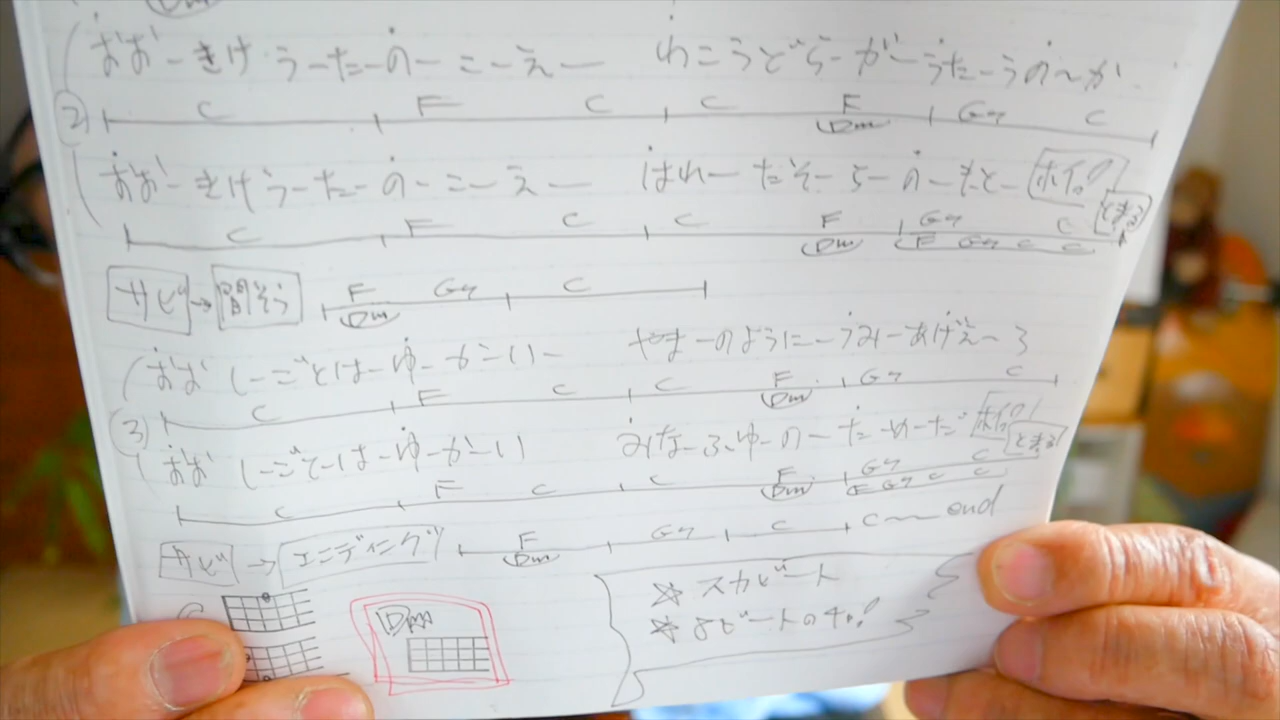 Dm
おおーきけ うーたーのーこーえー わこうどらーがーうたーうの〜か
② C F C C F G7 C
Dm
おおーきけうーたーのーこーえー はれーたそーらーのーもとー ホイッ!
とまる
C F C C F G7 C
Dm F G7 C C
サビ→間そう F G7 C
Dm
おお しーごとはーゆーかーいー やまーのようにーうみーあげえ〜ろ
③ C F C C F G7 C
Dm
おお しーごとーはーゆーかーい みなーふーゆーのーたーめーだ ホイッ!
とまる
C F C C F G7 C
Dm F G7 C C
サビ→エンディング F G7 C C〜 end
Dm
C Dm ☆スカビート
☆8ビートのチャ!